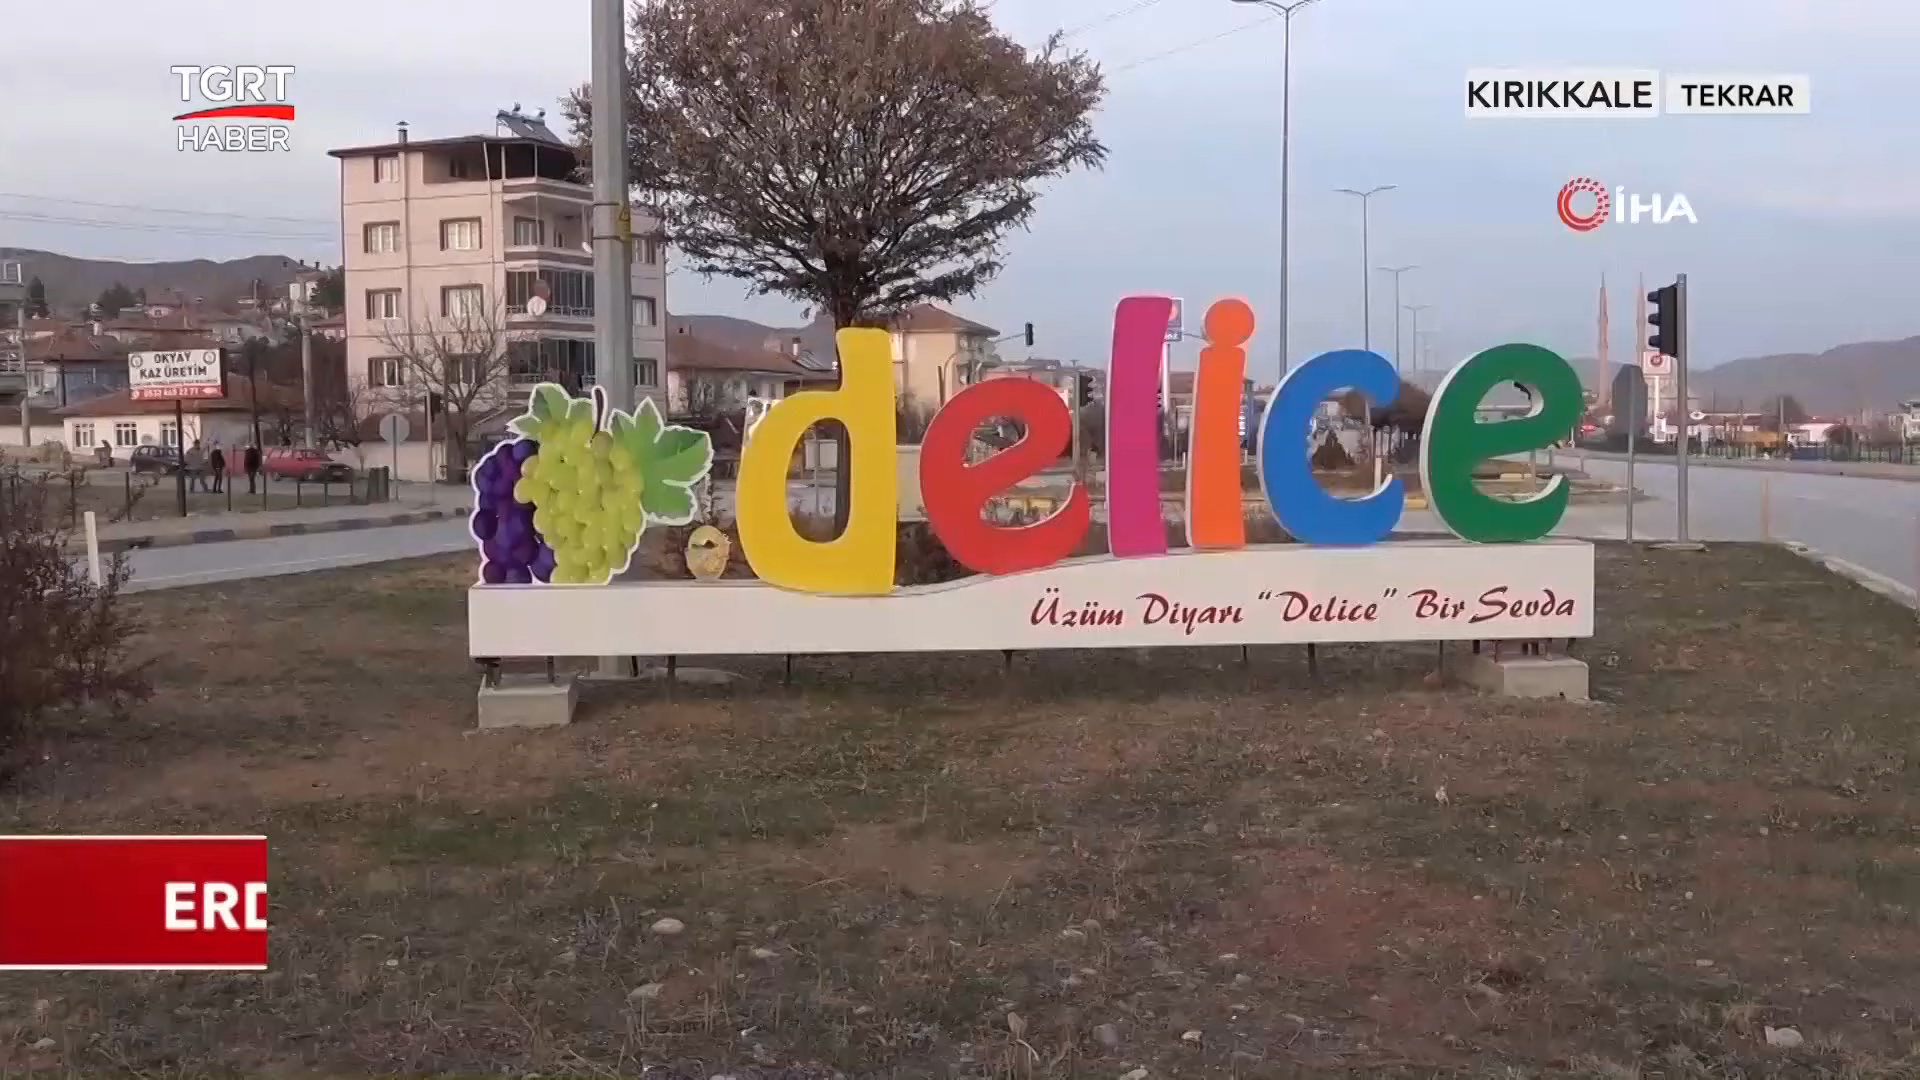 TGRT
HABER
KIRIKKALE
TEKRAR
İHA
OKYAY
KAZ ÜRETİM
delice
Üzüm Diyarı “Delice” Bir Sevda
ERD